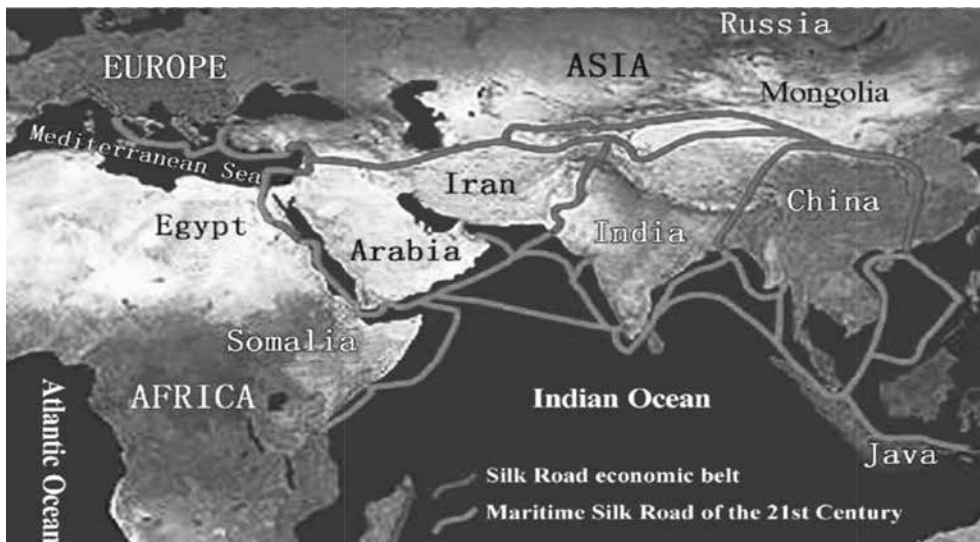 Russia
EUROPE
ASIA
Mongolia
Mediterranean Sea
Iran
China
Egypt
India
Arabia
Somalia
AFRICA
Indian Ocean
Atlantic Ocean
Java
Silk Road economic belt
Maritime Silk Road of the 21st Century